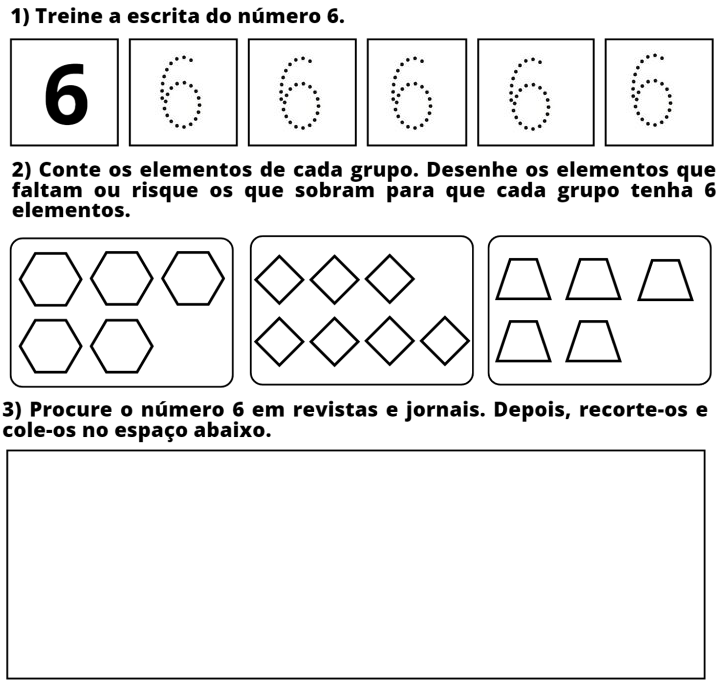 1) Treine a escrita do número 6.
6 6 6 6 6 6
2) Conte os elementos de cada grupo. Desenhe os elementos que
faltam ou risque os que sobram para que cada grupo tenha 6
elementos.
3) Procure o número 6 em revistas e jornais. Depois, recorte-os e
cole-os no espaço abaixo.